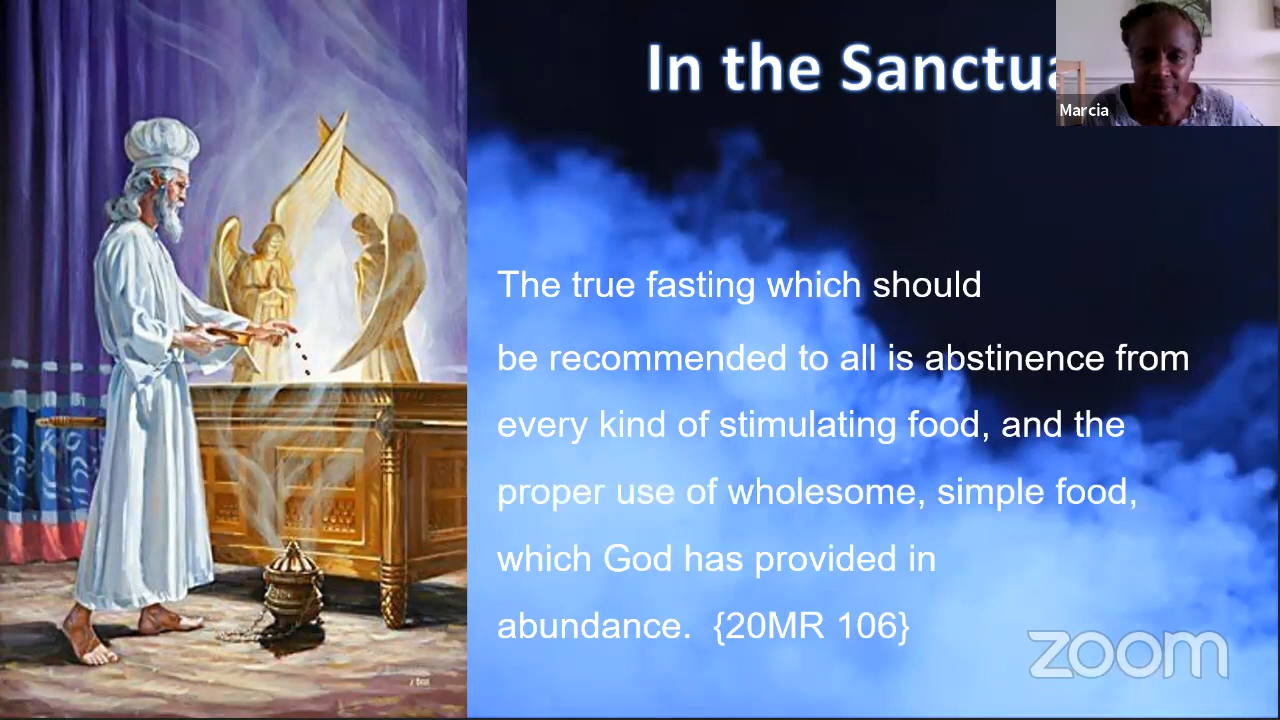 In the Sanctua
Marcia
The true fasting which should
be recommended to all is abstinence from
every kind of stimulating food, and the
proper use of wholesome, simple food,
which God has provided in
abundance. {20MR 106}
zoom